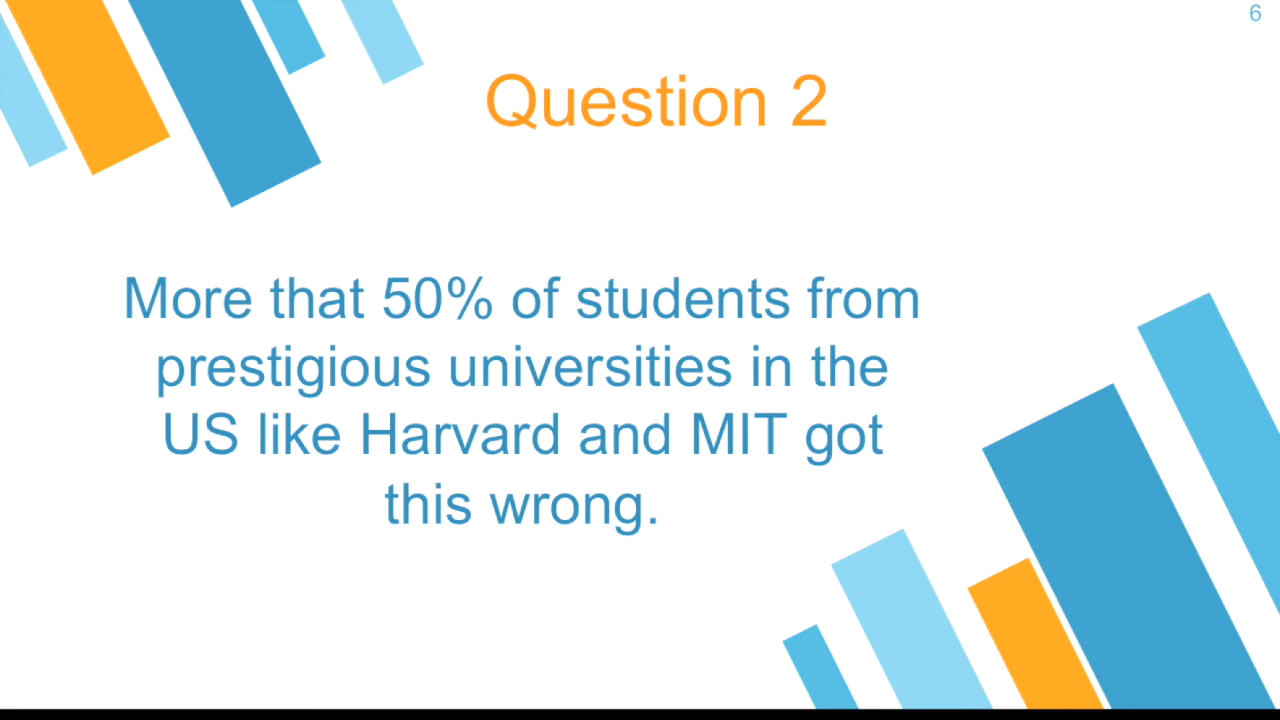 6
Question 2
More that 50% of students from
prestigious universities in the
US like Harvard and MIT got
this wrong.